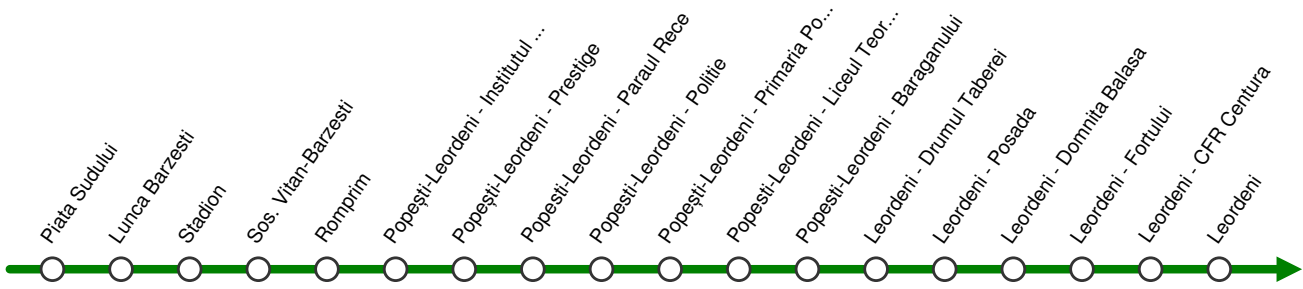 Piata Sudului
Lunca Barzesti
Stadion
Sos. Vitan-Barzesti
Romprim
Popești-Leordeni - Institutul ...
Popești-Leordeni - Prestige
Popesti-Leordeni - Paraul Rece
Popesti-Leordeni - Politie
Popești-Leordeni - Primaria Po...
Popesti-Leordeni - Liceul Teor...
Popesti-Leordeni - Baraganului
Leordeni - Drumul Taberei
Leordeni - Posada
Leordeni - Domnita Balasa
Leordeni - Fortului
Leordeni - CFR Centura
Leordeni